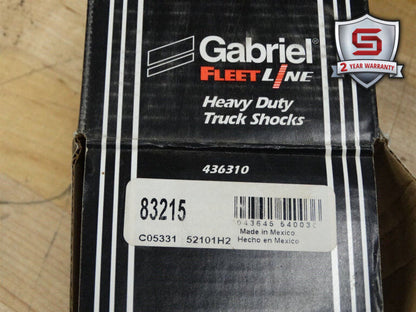 Gabriel®
FLEETLINE
Heavy Duty
Truck Shocks
436310
83215
C05331 52101H2
Made in Mexico
Hecho en Mexico
S
2 YEAR WARRANTY